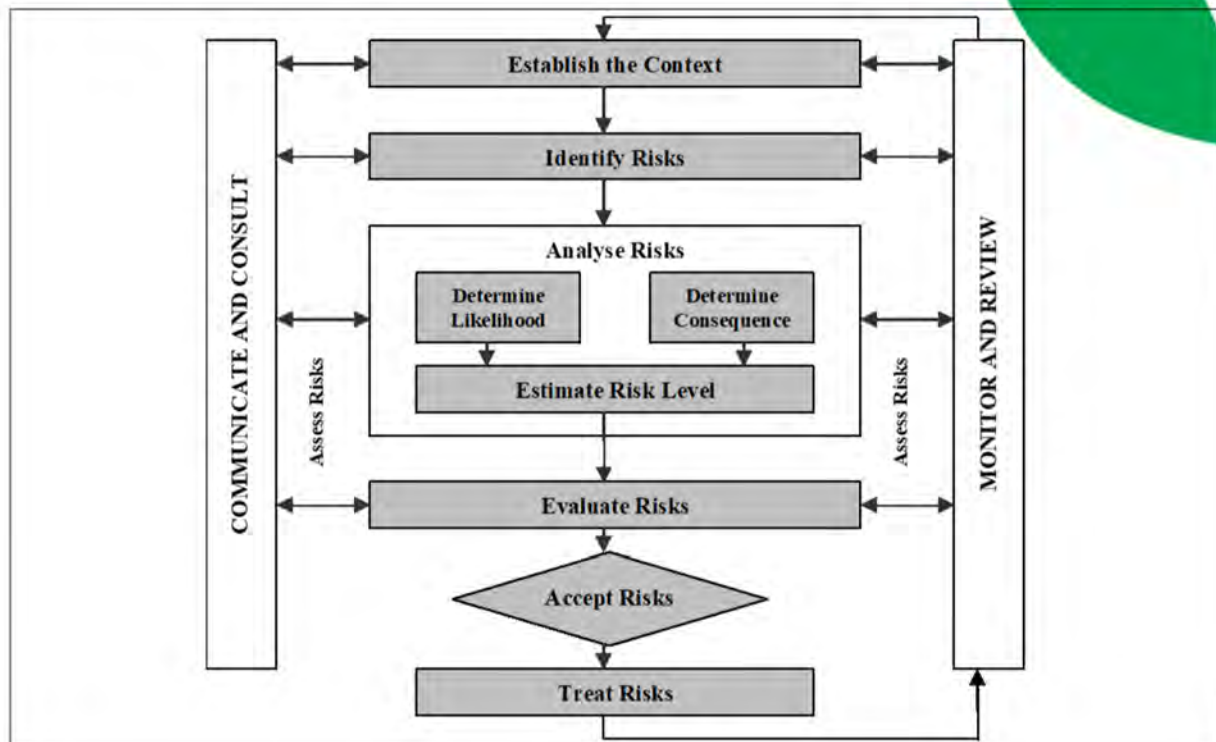 Establish the Context
Identify Risks
COMMUNICATE AND CONSULT
MONITOR AND REVIEW
Analyse Risks
Determine
Likelihood
Determine
Consequence
Estimate Risk Level
Assess Risks
Assess Risks
Evaluate Risks
Accept Risks
Treat Risks